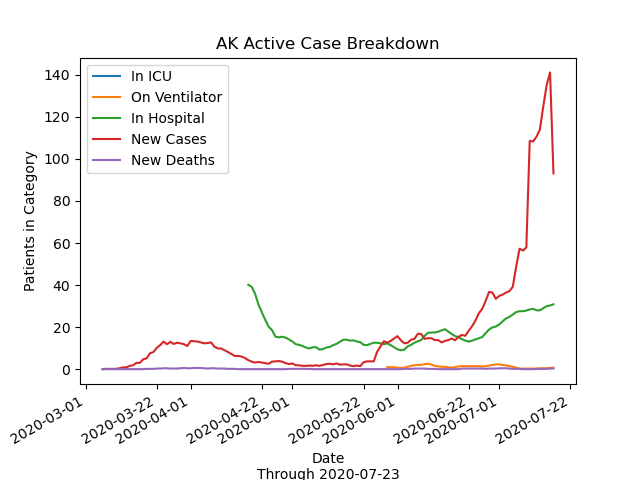 AK Active Case Breakdown
In ICU
On Ventilator
In Hospital
New Cases
New Deaths
Patients in Category
140
120
100
80
60
40
20
0
2020-03-01
2020-03-22
2020-04-01
2020-04-22
2020-05-01
2020-05-22
2020-06-01
2020-06-22
2020-07-01
2020-07-22
Date
Through 2020-07-23